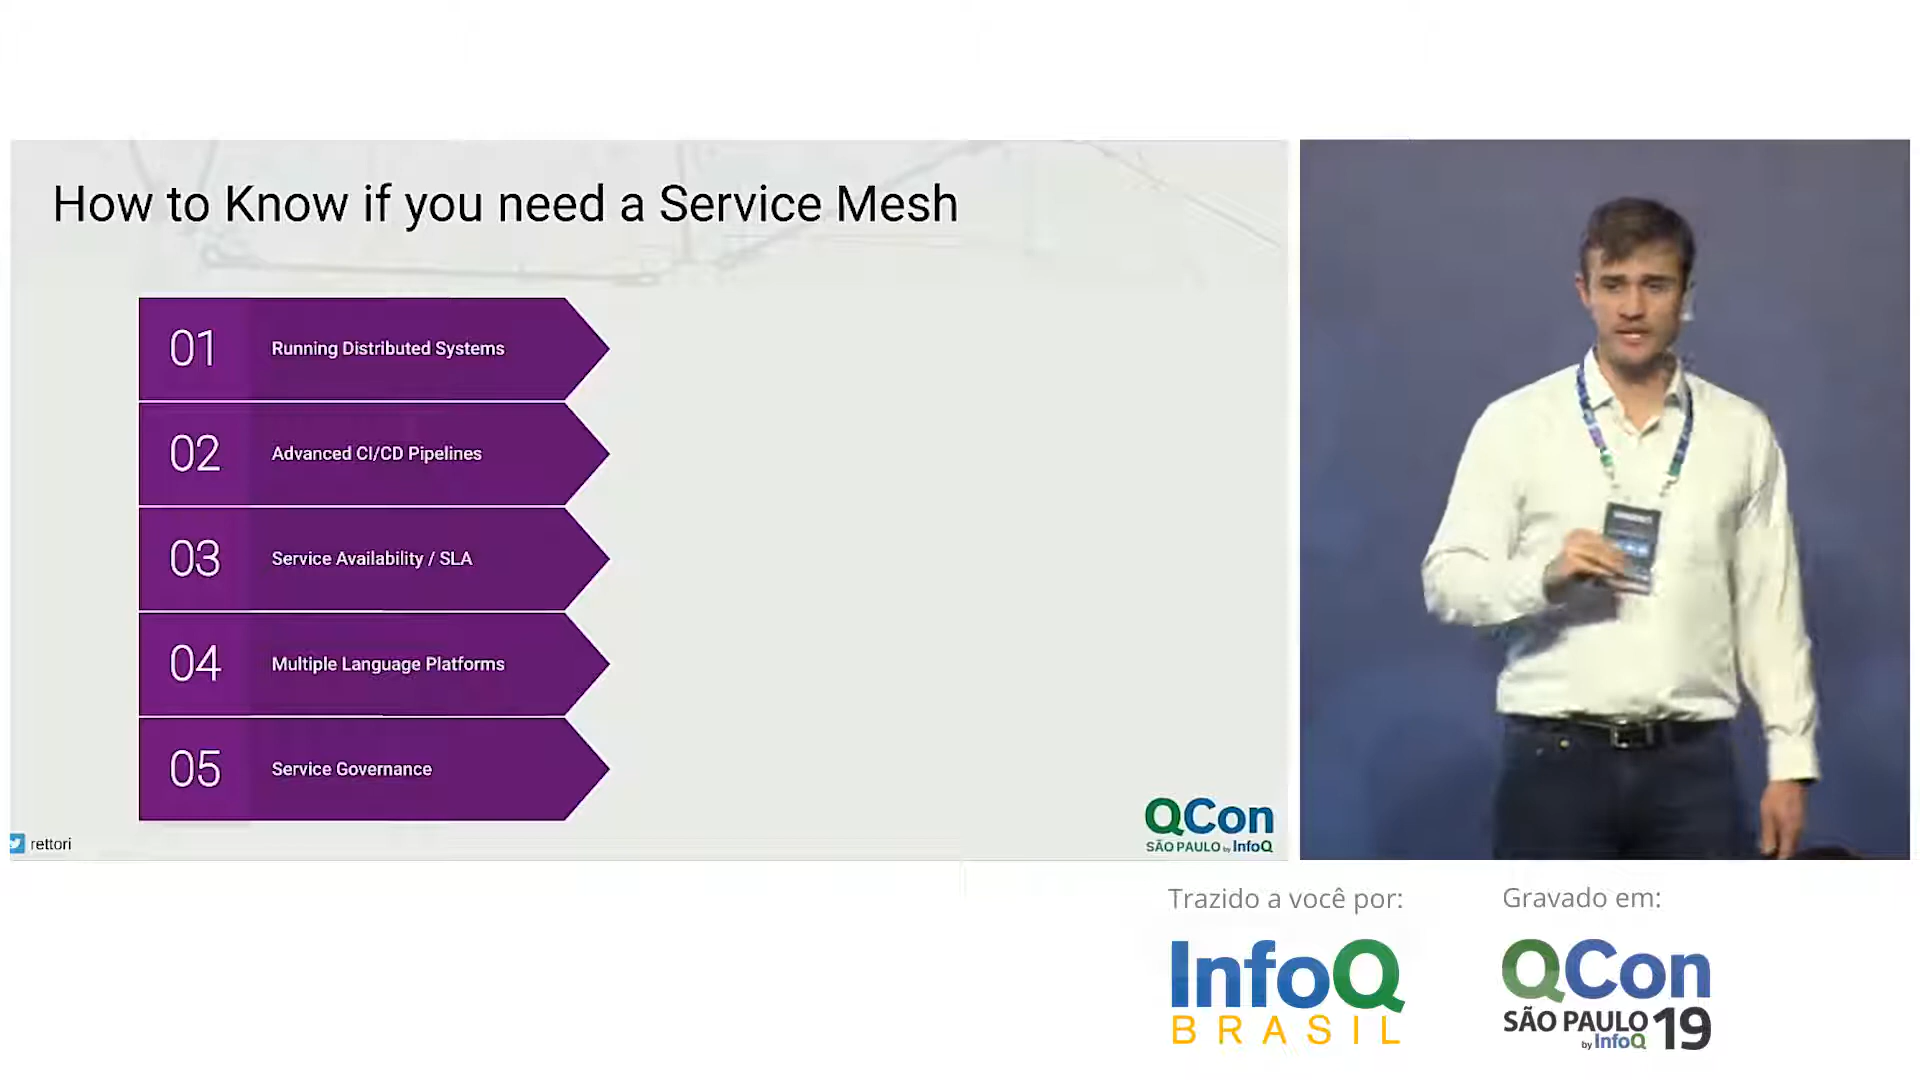 How to Know if you need a Service Mesh
01 Running Distributed Systems
02 Advanced CI/CD Pipelines
03 Service Availability / SLA
04 Multiple Language Platforms
05 Service Governance
rettori
QCon
SÃO PAULO by InfoQ
Trazido a você por:
InfoQ
BRASIL
Gravado em:
QCon
SÃO PAULO 19
by InfoQ